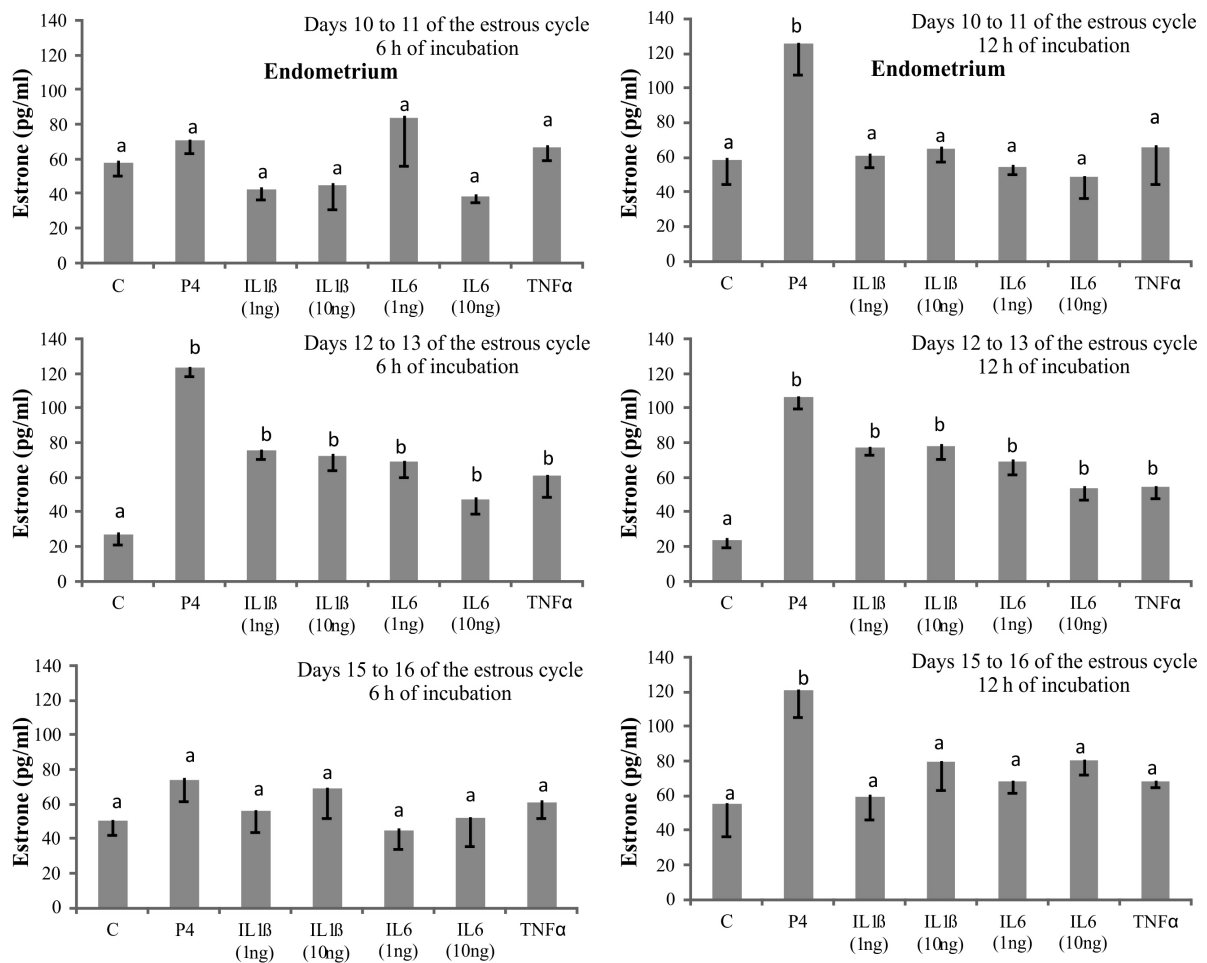 Days 10 to 11 of the estrous cycle
6 h of incubation
Endometrium
Estrone (pg/ml)
140
120
100
80
60
40
20
0
a a a a a a a
C P4 IL1ß IL1ß IL6 IL6 TNFα
(1ng) (10ng) (1ng) (10ng)
Days 10 to 11 of the estrous cycle
12 h of incubation
Endometrium
Estrone (pg/ml)
140
120
100
80
60
40
20
0
a b a a a a a
C P4 IL1ß IL1ß IL6 IL6 TNFα
(1ng) (10ng) (1ng) (10ng)
Days 12 to 13 of the estrous cycle
6 h of incubation
Estrone (pg/ml)
140
120
100
80
60
40
20
0
a b b b b b b
C P4 IL1ß IL1ß IL6 IL6 TNFα
(1ng) (10ng) (1ng) (10ng)
Days 12 to 13 of the estrous cycle
12 h of incubation
Estrone (pg/ml)
140
120
100
80
60
40
20
0
a b b b b b b
C P4 IL1ß IL1ß IL6 IL6 TNFα
(1ng) (10ng) (1ng) (10ng)
Days 15 to 16 of the estrous cycle
6 h of incubation
Estrone (pg/ml)
140
120
100
80
60
40
20
0
a a a a a a a
C P4 IL1ß IL1ß IL6 IL6 TNFα
(1ng) (10ng) (1ng) (10ng)
Days 15 to 16 of the estrous cycle
12 h of incubation
Estrone (pg/ml)
140
120
100
80
60
40
20
0
a b a a a a a
C P4 IL1ß IL1ß IL6 IL6 TNFα
(1ng) (10ng) (1ng) (10ng)